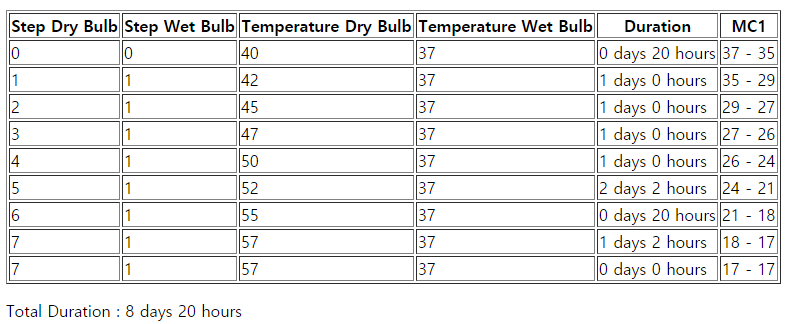 Step Dry Bulb Step Wet Bulb Temperature Dry Bulb Temperature Wet Bulb Duration MC1
0 0 40 37 0 days 20 hours 37 - 35
1 1 42 37 1 days 0 hours 35 - 29
2 1 45 37 1 days 0 hours 29 - 27
3 1 47 37 1 days 0 hours 27 - 26
4 1 50 37 1 days 0 hours 26 - 24
5 1 52 37 2 days 2 hours 24 - 21
6 1 55 37 0 days 20 hours 21 - 18
7 1 57 37 1 days 2 hours 18 - 17
7 1 57 37 0 days 0 hours 17 - 17
Total Duration : 8 days 20 hours